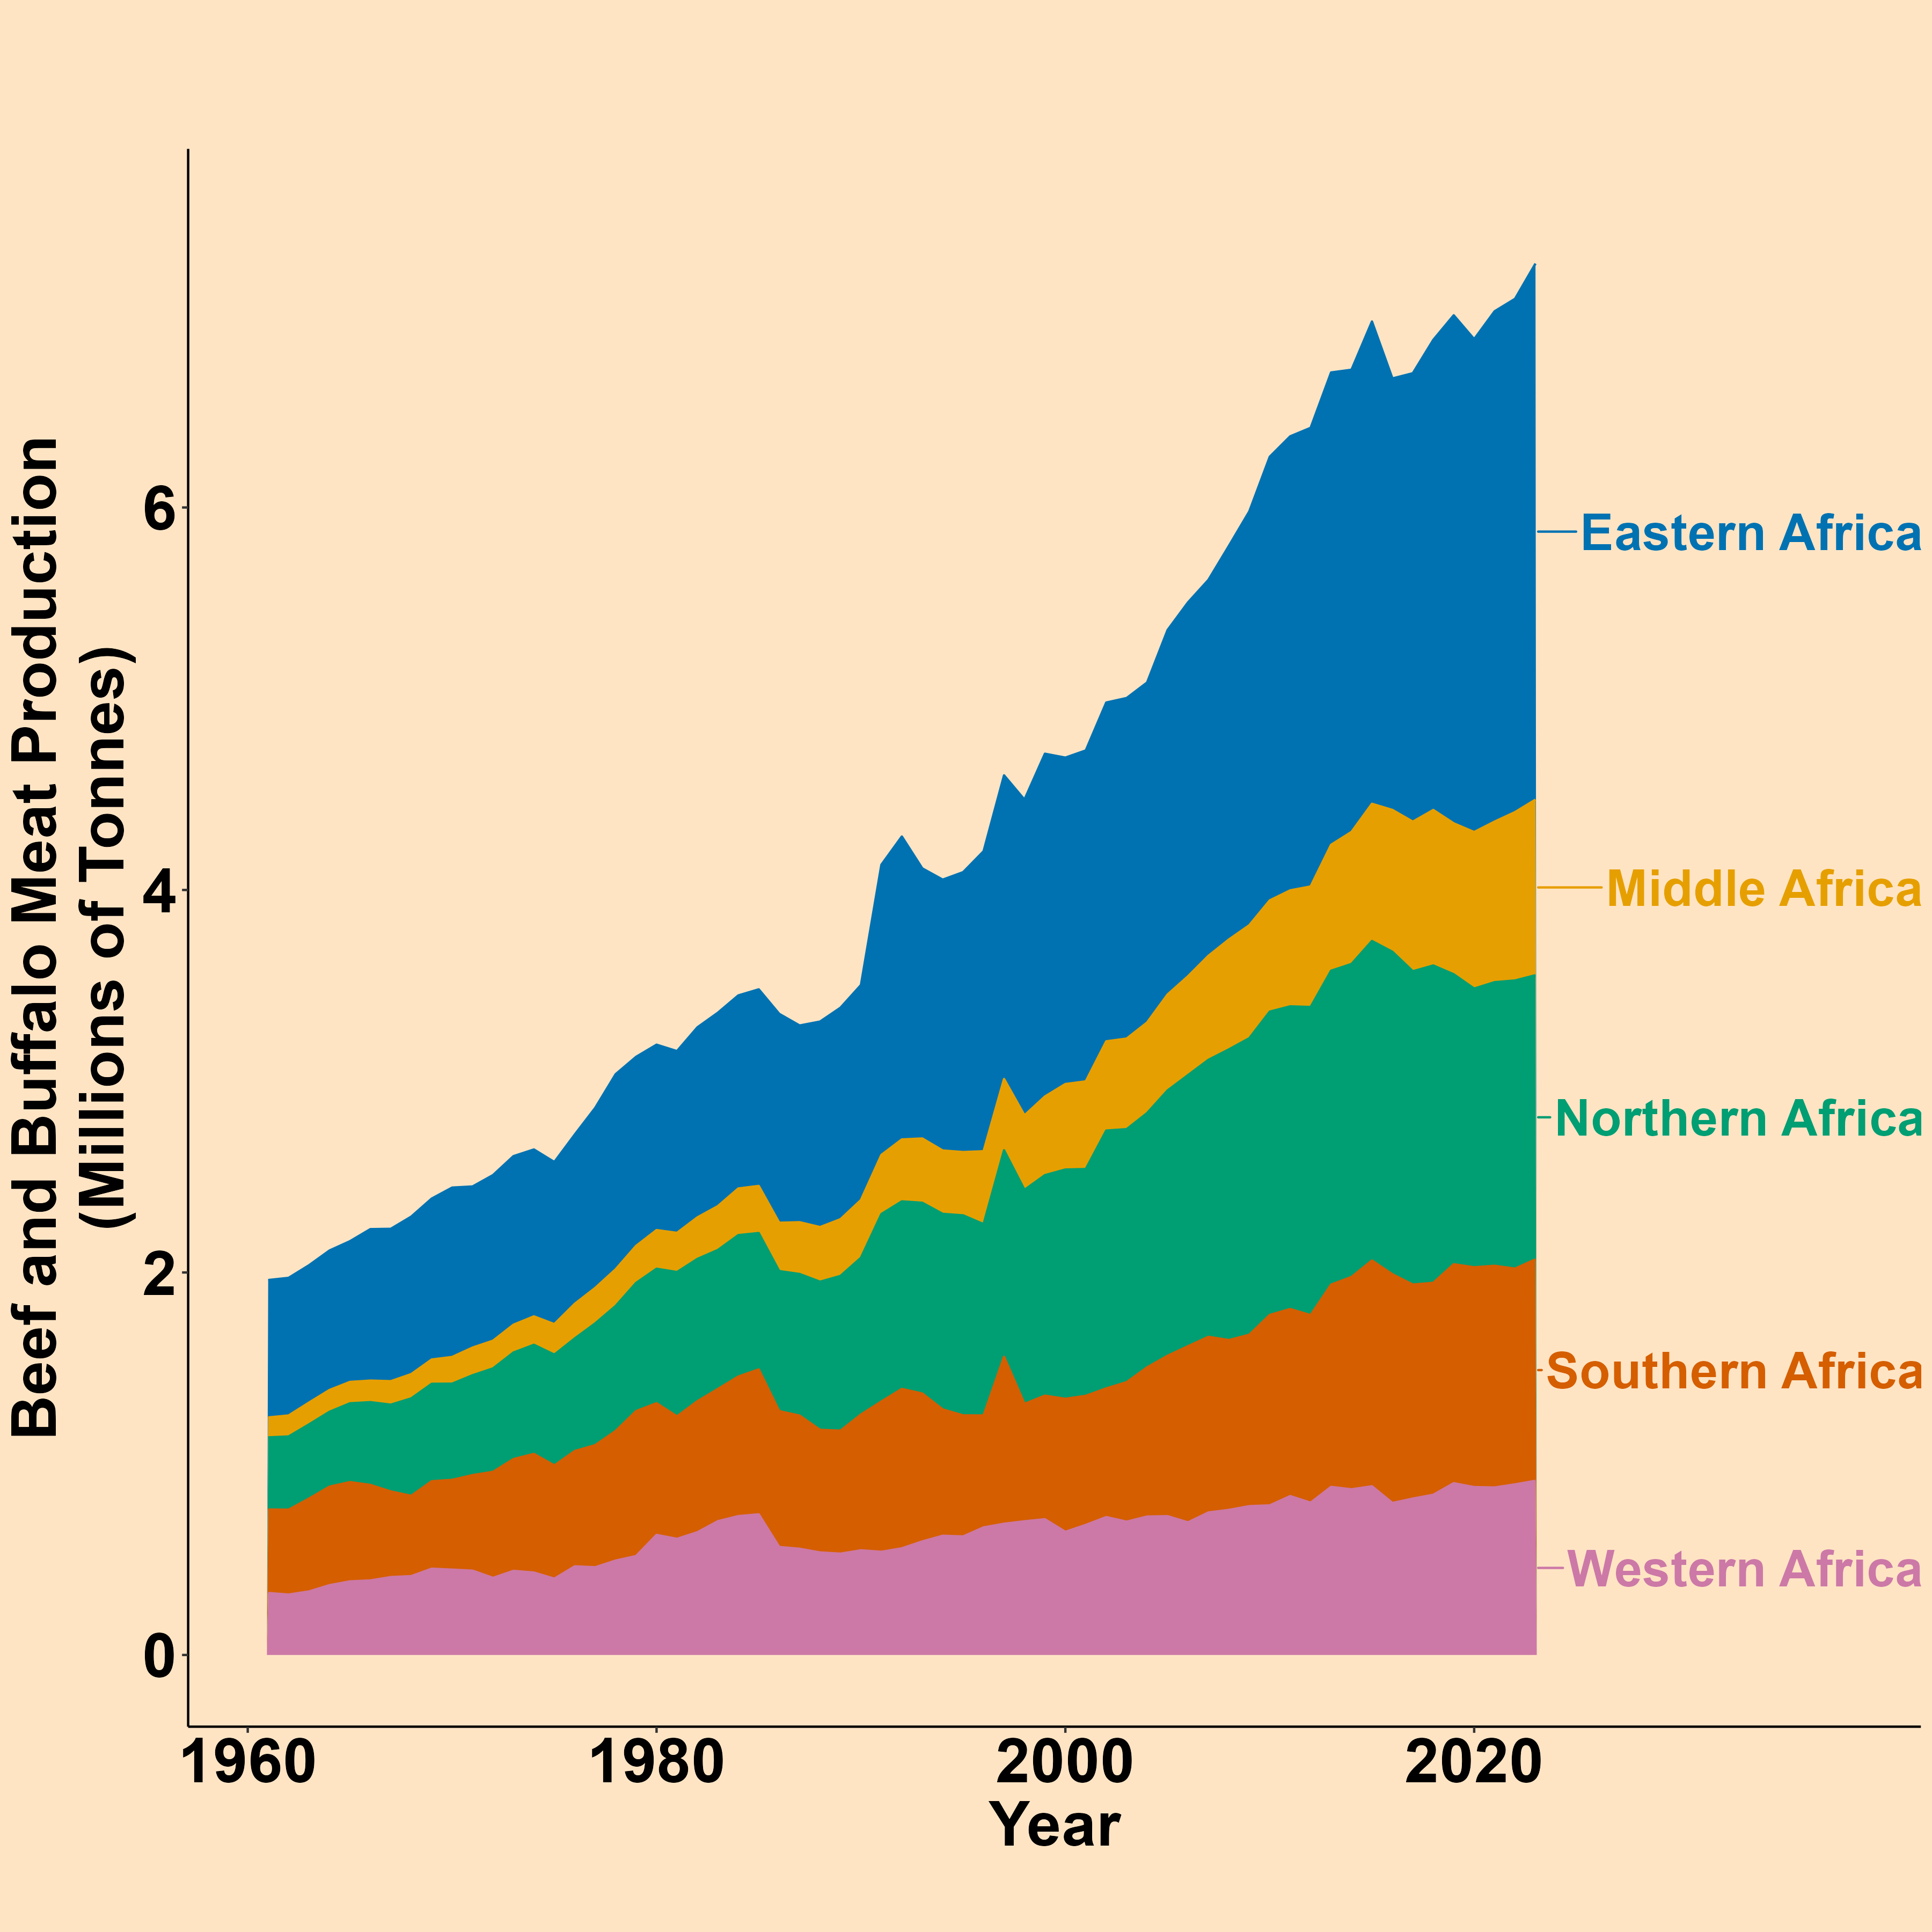 Beef and Buffalo Meat Production
(Millions of Tonnes)
6
4
2
0
1960 1980 2000 2020
Year
Eastern Africa
Middle Africa
Northern Africa
Southern Africa
Western Africa